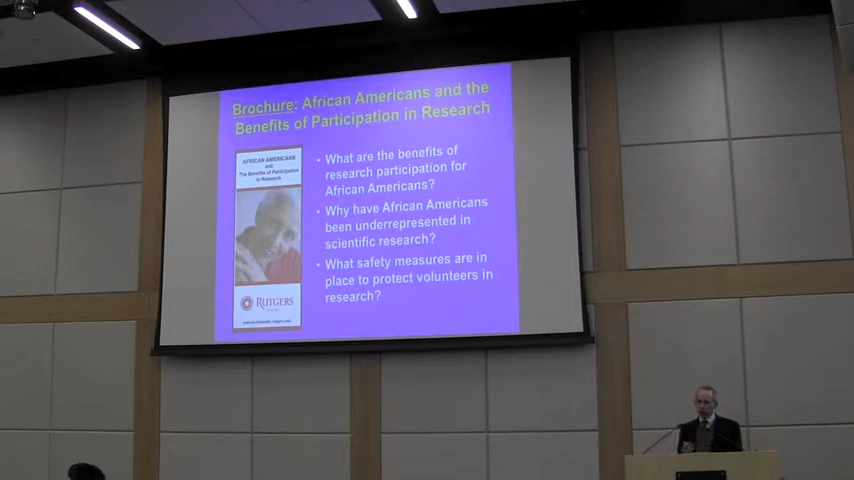 Brochure: African Americans and the
Benefits of Participation in Research
AFRICAN AMERICANS
and
The Benefits of Participation
in Research
RUTGERS
• What are the benefits of
research participation for
African Americans?
• Why have African Americans
been underrepresented in
scientific research?
• What safety measures are in
place to protect volunteers in
research?